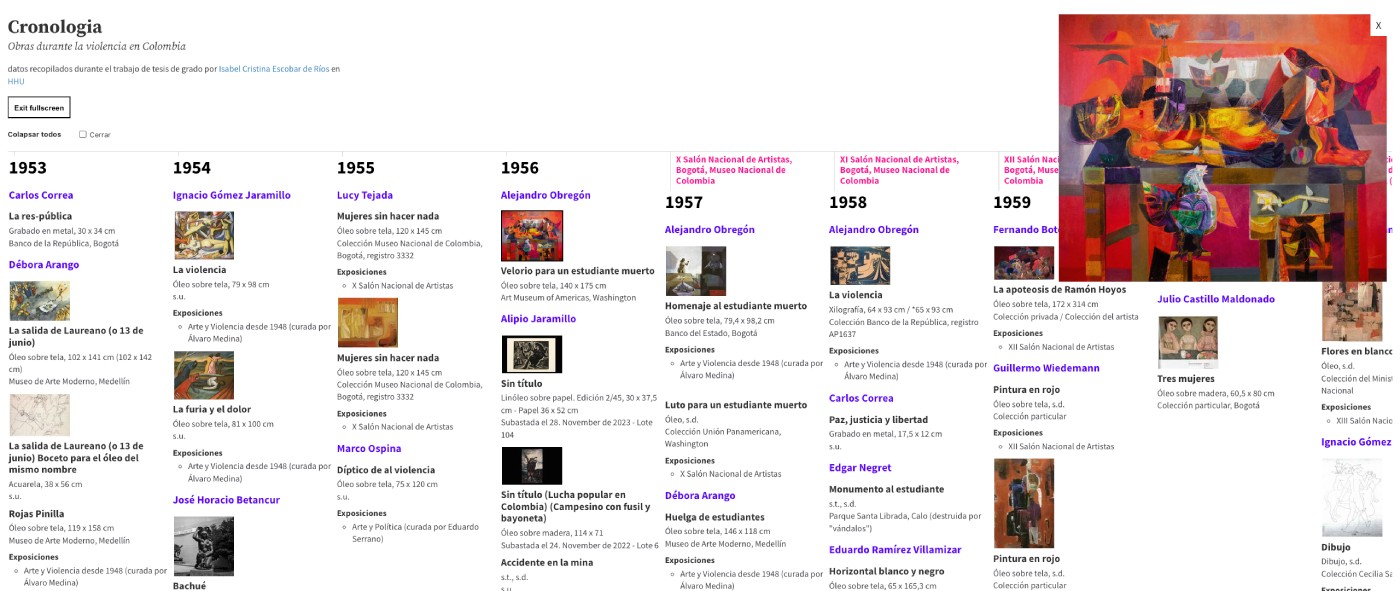 Cronologia
Obras durante la violencia en Colombia
datos recopilados durante el trabajo de tesis de grado por Isabel Cristina Escobar de Ríos en
HHU
Exit fullscreen
Colapsar todos
Cerrar
X
1953
Carlos Correa
La res-pública
Grabado en metal, 30 x 34 cm
Banco de la República, Bogotá
Débora Arango
La salida de Laureano (o 13 de
junio)
Óleo sobre tela, 102 x 141 cm (102 x 142
cm)
Museo de Arte Moderno, Medellín
La salida de Laureano (o 13 de
junio) Boceto para el óleo del
mismo nombre
Acuarela, 38 x 56 cm
s.u.
Rojas Pinilla
Óleo sobre tela, 119 x 158 cm
Museo de Arte Moderno, Medellín
Exposiciones
Arte y Violencia desde 1948 (curada por
Álvaro Medina)
1954
Ignacio Gómez Jaramillo
La violencia
Óleo sobre tela, 79 x 98 cm
s.u.
Exposiciones
Arte y Violencia desde 1948 (curada por
Álvaro Medina)
La furia y el dolor
Óleo sobre tela, 81 x 100 cm
s.u.
Exposiciones
Arte y Violencia desde 1948 (curada por
Álvaro Medina)
José Horacio Betancur
Bachué
1955
Lucy Tejada
Mujeres sin hacer nada
Óleo sobre tela, 120 x 145 cm
Colección Museo Nacional de Colombia,
Bogotá, registro 3332
Exposiciones
X Salón Nacional de Artistas
Mujeres sin hacer nada
Óleo sobre tela, 120 x 145 cm
Colección Museo Nacional de Colombia,
Bogotá, registro 3332
Exposiciones
X Salón Nacional de Artistas
Marco Ospina
Díptico de al violencia
Óleo sobre tela, 75 x 120 cm
s.u.
Exposiciones
Arte y Política (curada por Eduardo
Serrano)
1956
Alejandro Obregón
Velorio para un estudiante muerto
Óleo sobre tela, 140 x 175 cm
Art Museum of Americas, Washington
Alipio Jaramillo
Sin título
Linóleo sobre papel. Edición 2/45, 30 x 37,5
cm - Papel 36 x 52 cm
Subastada el 28. November de 2023 - Lote
104
Sin título (Lucha popular en
Colombia) (Campesino con fusil y
bayoneta)
Óleo sobre madera, 114 x 71
Subastada el 24. November de 2022 - Lote 6
Accidente en la mina
s.t., s.d.
s.u.
X Salón Nacional de Artistas,
Bogotá, Museo Nacional de
Colombia
1957
Alejandro Obregón
Homenaje al estudiante muerto
Óleo sobre tela, 79,4 x 98,2 cm
Banco del Estado, Bogotá
Exposiciones
Arte y Violencia desde 1948 (curada por
Álvaro Medina)
Luto para un estudiante muerto
Óleo, s.d.
Colección Unión Panamericana,
Washington
Exposiciones
X Salón Nacional de Artistas
Débora Arango
Huelga de estudiantes
Óleo sobre tela, 146 x 118 cm
Museo de Arte Moderno, Medellín
Exposiciones
Arte y Violencia desde 1948 (curada por
Álvaro Medina)
XI Salón Nacional de Artistas,
Bogotá, Museo Nacional de
Colombia
1958
Alejandro Obregón
La violencia
Xilografía, 64 x 93 cm / *65 x 93 cm
Colección Banco de la República, registro
AP1637
Exposiciones
Arte y Violencia desde 1948 (curada por
Álvaro Medina)
Carlos Correa
Paz, justicia y libertad
Grabado en metal, 17,5 x 12 cm
s.u.
Edgar Negret
Monumento al estudiante
s.t., s.d.
Parque Santa Librada, Calo (destruida por
"vándalos")
Eduardo Ramírez Villamizar
Horizontal blanco y negro
Óleo sobre tela, 65 x 165,3 cm
XII Salón Naci
Bogotá, Museo
Colombia
1959
Fernando Bot
La apoteosis de Ramón Hoyos
Óleo sobre tela, 172 x 314 cm
Colección privada / Colección del artista
Exposiciones
XII Salón Nacional de Artistas
Guillermo Wiedemann
Pintura en rojo
Óleo sobre tela, s.d.
Colección particular
Exposiciones
XII Salón Nacional de Artistas
Pintura en rojo
Óleo sobre tela, s.d.
Colección particular
Julio Castillo Maldonado
Tres mujeres
Óleo sobre madera, 60,5 x 80 cm
Colección particular, Bogotá
Flores en blanco
Óleo, s.d.
Colección del Minist
Nacional
Exposiciones
XIII Salón Nacio
Ignacio Gómez
Dibujo
Dibujo, s.d.
Colección Cecilia Sa